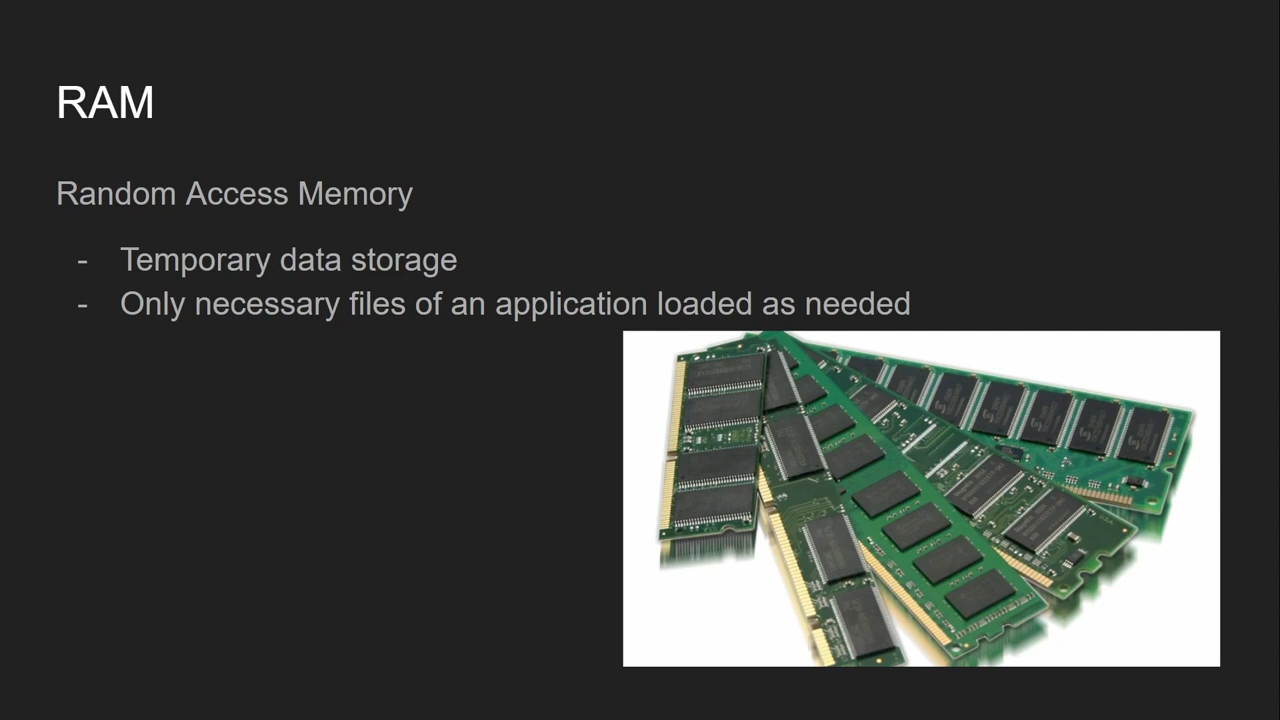 RAM
Random Access Memory
- Temporary data storage
- Only necessary files of an application loaded as needed